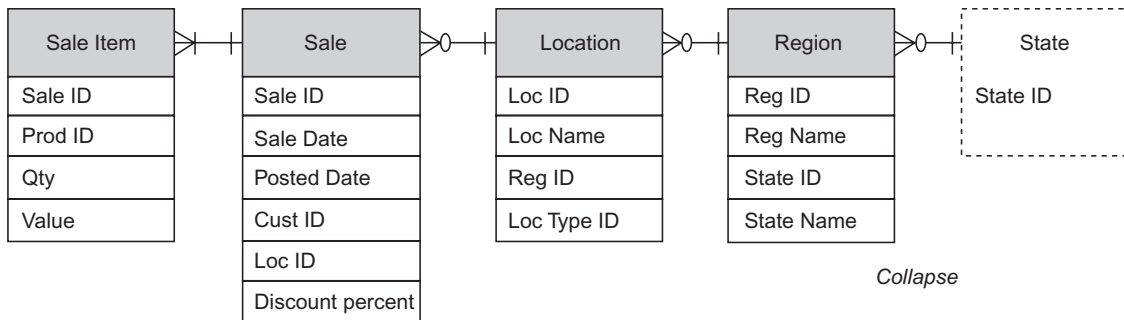 Sale Item
Sale
Location
Region
State
Sale ID
Prod ID
Qty
Value
Sale ID
Sale Date
Posted Date
Cust ID
Loc ID
Discount percent
Loc ID
Loc Name
Reg ID
Loc Type ID
Reg ID
Reg Name
State ID
State Name
State ID
Collapse